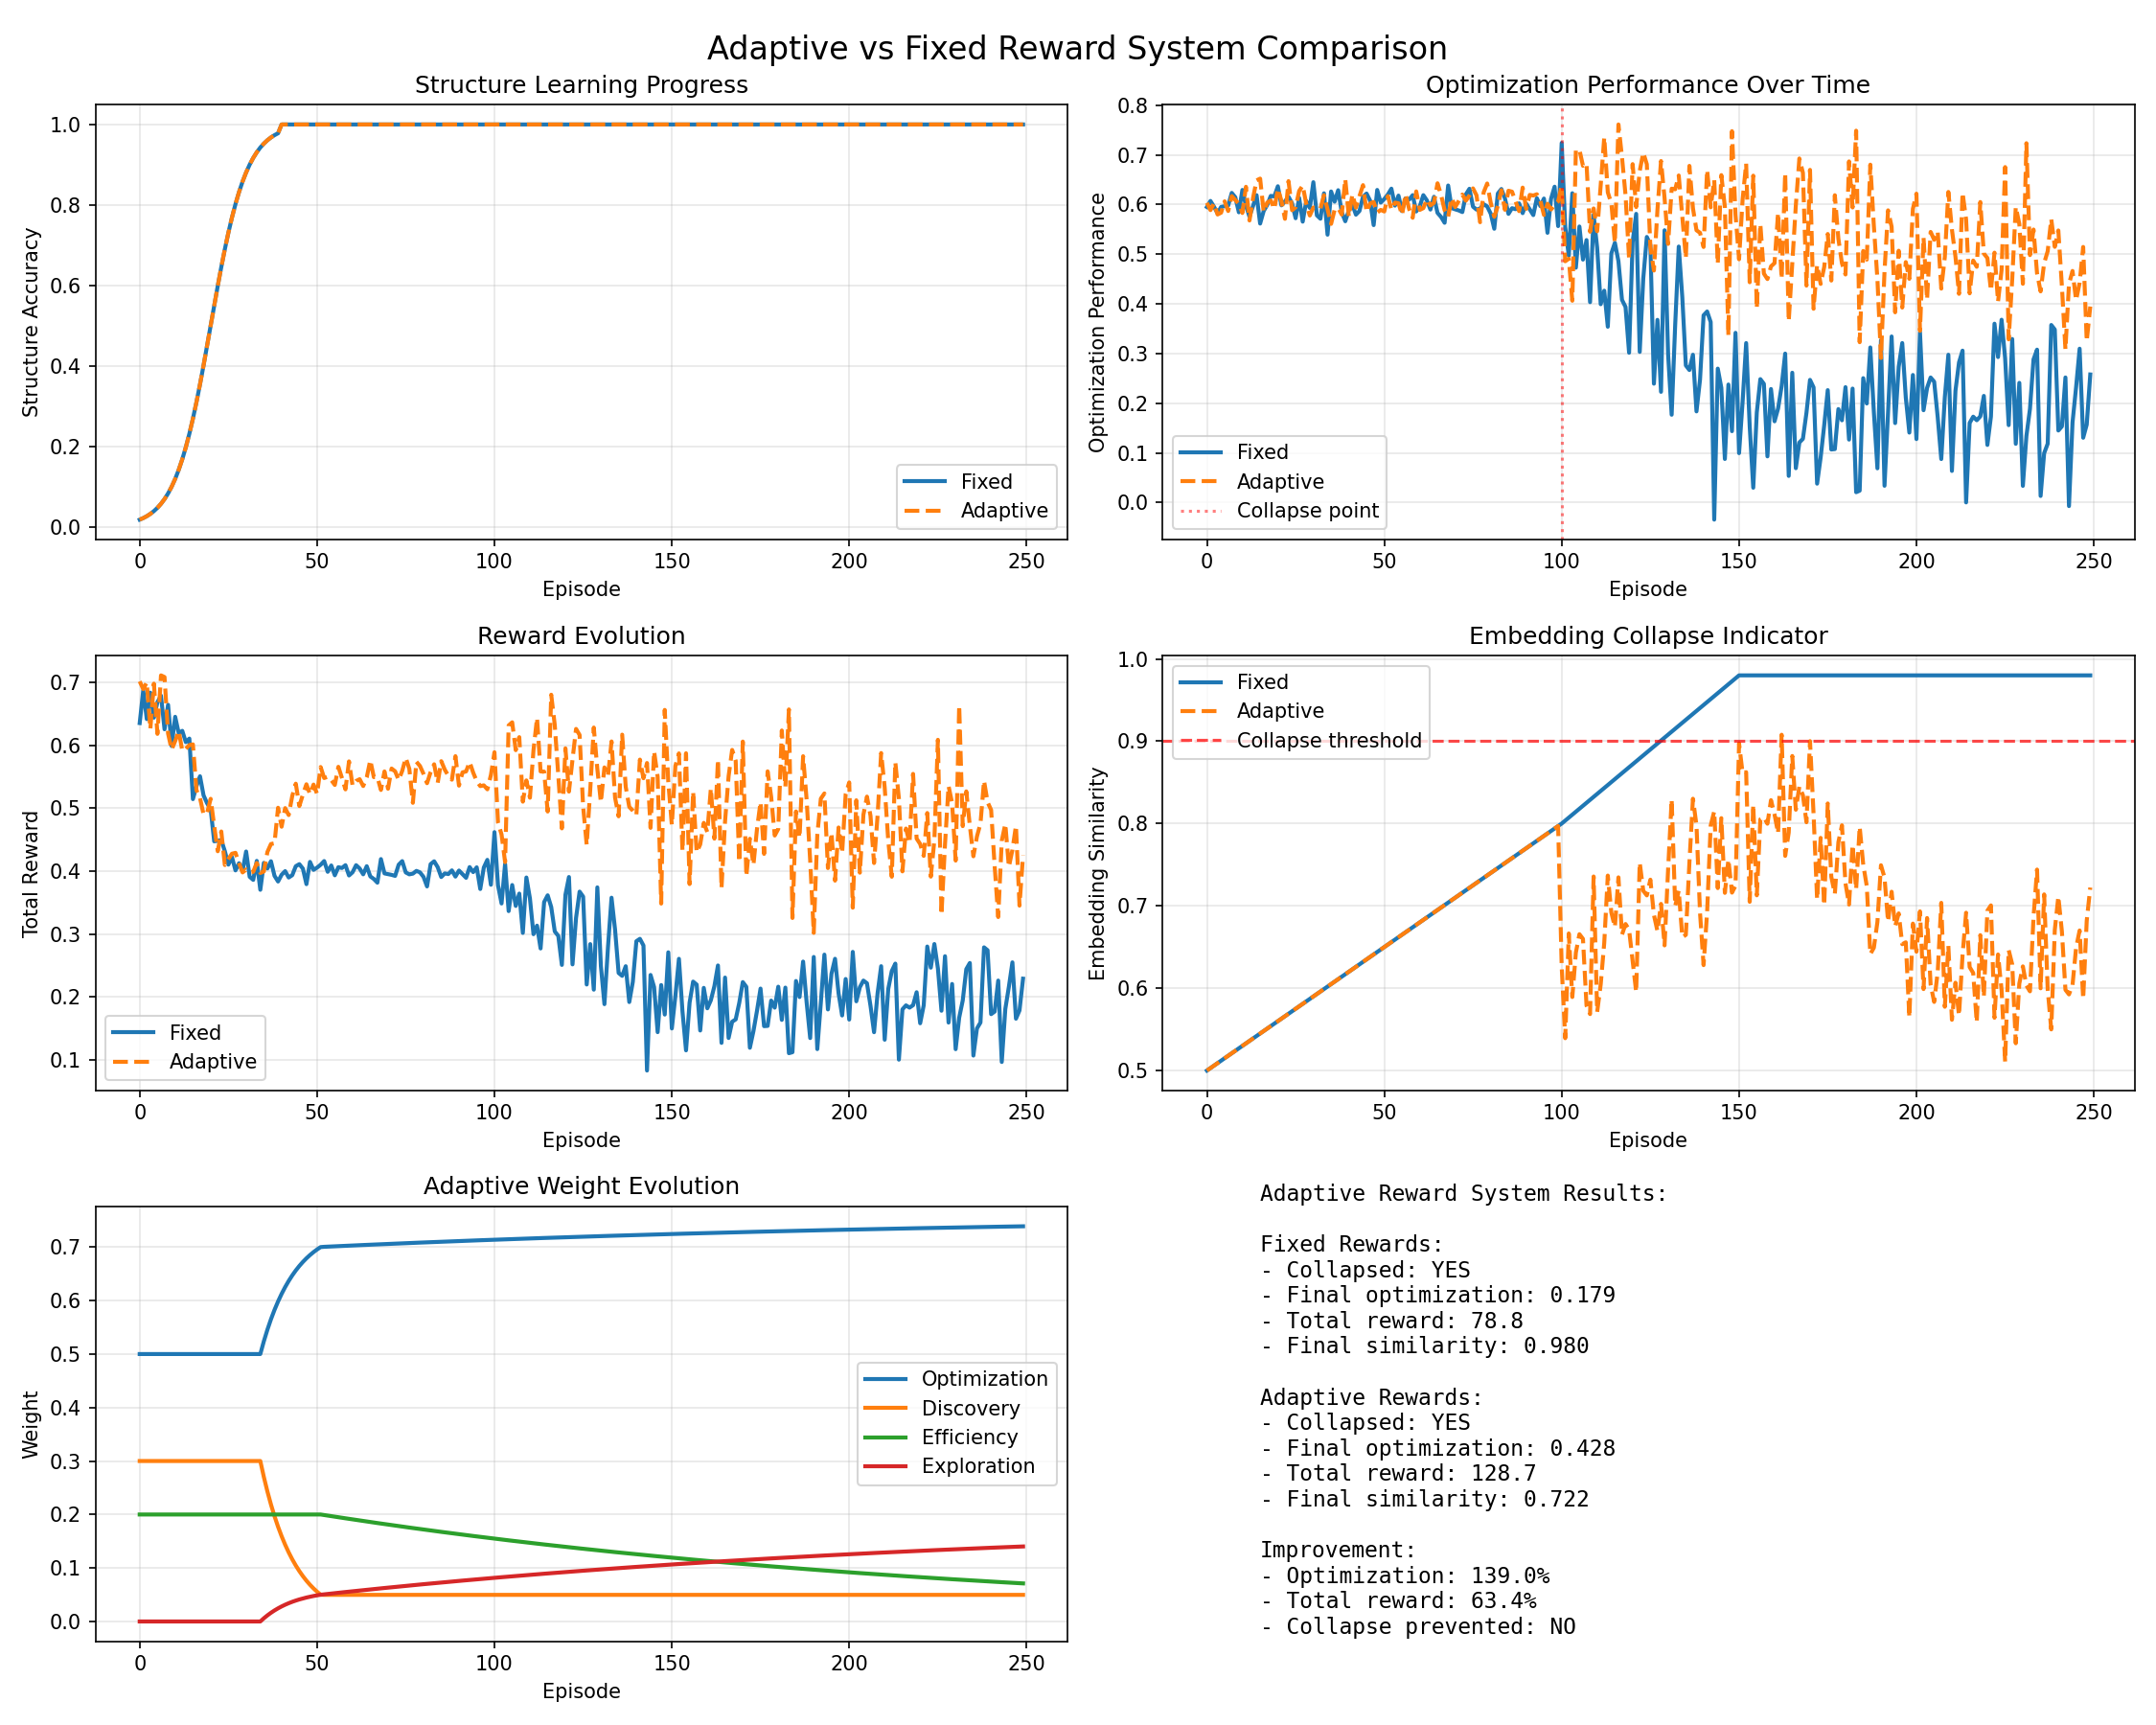 Adaptive vs Fixed Reward System Comparison
Structure Learning Progress
Structure Accuracy
1.0
0.8
0.6
0.4
0.2
0.0
Fixed
Adaptive
0 50 100 150 200 250
Episode
Optimization Performance Over Time
Optimization Performance
0.8
0.7
0.6
0.5
0.4
0.3
0.2
0.1
0.0
Fixed
Adaptive
Collapse point
0 50 100 150 200 250
Episode
Reward Evolution
Total Reward
0.7
0.6
0.5
0.4
0.3
0.2
0.1
Fixed
Adaptive
0 50 100 150 200 250
Episode
Embedding Collapse Indicator
Embedding Similarity
1.0
0.9
0.8
0.7
0.6
0.5
Fixed
Adaptive
Collapse threshold
0 50 100 150 200 250
Episode
Adaptive Weight Evolution
Weight
0.7
0.6
0.5
0.4
0.3
0.2
0.1
0.0
Optimization
Discovery
Efficiency
Exploration
0 50 100 150 200 250
Episode
Adaptive Reward System Results:
Fixed Rewards:
- Collapsed: YES
- Final optimization: 0.179
- Total reward: 78.8
- Final similarity: 0.980
Adaptive Rewards:
- Collapsed: YES
- Final optimization: 0.428
- Total reward: 128.7
- Final similarity: 0.722
Improvement:
- Optimization: 139.0%
- Total reward: 63.4%
- Collapse prevented: NO